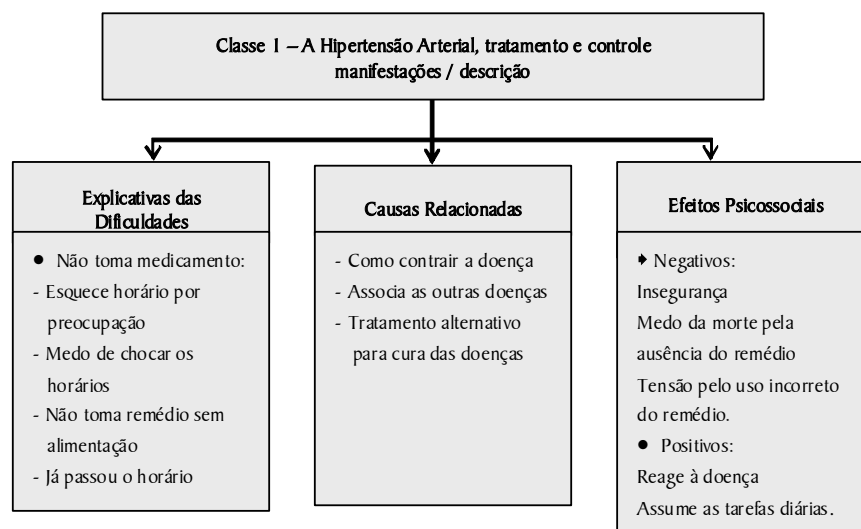 Classe 1 – A Hipertensão Arterial, tratamento e controle
manifestações / descrição
Explicativas das
Dificuldades
● Não toma medicamento:
- Esquece horário por
preocupação
- Medo de chocar os
horários
- Não toma remédio sem
alimentação
- Já passou o horário
Causas Relacionadas
- Como contrair a doença
- Associa as outras doenças
- Tratamento alternativo
para cura das doenças
Efeitos Psicossociais
➧ Negativos:
Insegurança
Medo da morte pela
ausência do remédio
Tensão pelo uso incorreto
do remédio.
● Positivos:
Reage à doença
Assume as tarefas diárias.